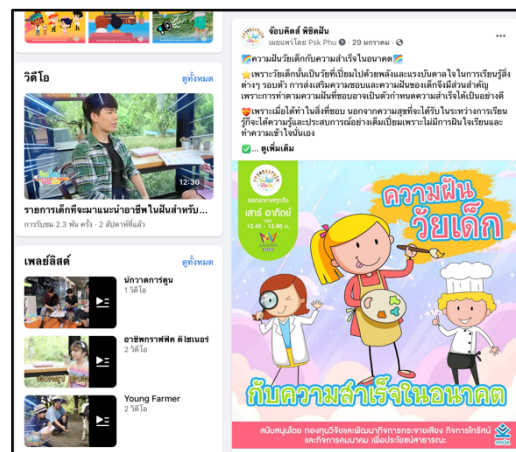 วิดีโอ
ดูทั้งหมด
12:30
รายการเด็กที่จะมาแนะนำอาชีพในฝันสำหรับ...
การรับชม 2.3 พัน ครั้ง · 2 สัปดาห์ที่แล้ว
เพลย์ลิสต์
ดูทั้งหมด
นักวาดการ์ตูน
1 วิดีโอ
อาชีพกราฟฟิค ดีไซเนอร์
2 วิดีโอ
Young Farmer
2 วิดีโอ
จ๊อบคิดส์ พิชิตฝัน
เผยแพร่โดย Psk Phu · 29 มกราคม ·
ความฝันวัยเด็กกับความสำเร็จในอนาคต
เพราะวัยเด็กนั้นเป็นวัยที่เปี่ยมไปด้วยพลังและแรงบันดาลใจในการเรียนรู้สิ่ง
ต่างๆ รอบตัว การส่งเสริมความชอบและความฝันของเด็กจึงมีส่วนสำคัญ
เพราะการทำตามความฝันที่ชอบอาจเป็นตัวกำหนดความสำเร็จได้เป็นอย่างดี
เพราะเมื่อได้ทำในสิ่งที่ชอบ นอกจากความสุขที่จะได้รับในระหว่างการเรียน
รู้ก็จะได้ความรู้และประสบการณ์อย่างเต็มเปี่ยมเพราะไม่มีการฝืนใจเรียนและ
ทำความเข้าใจนั่นเอง
... ดูเพิ่มเติม
ออกอากาศทุกวัน
เสาร์ อาทิตย์
เวลา
12.45 - 13.00 น.
ความฝัน
วัยเด็ก
กับความสำเร็จในอนาคต
สนับสนุนโดย กองทุนวิจัยและพัฒนากิจการกระจายเสียง กิจการโทรทัศน์
และกิจการคมนาคม เพื่อประโยชน์สาธารณะ